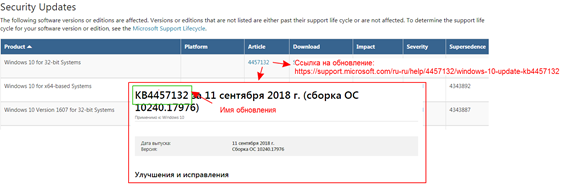 Security Updates
The following software versions or editions are affected. Versions or editions that are not listed are either past their support life cycle or are not affected. To determine the support life
cycle for your software version or edition, see the Microsoft Support Lifecycle.
Product Platform Article Download Impact Severity Supersedence
Windows 10 for 32-bit Systems 4457132 Ссылка на обновление:
https://support.microsoft.com/ru-ru/help/4457132/windows-10-update-kb4457132
Windows 10 for x64-based Systems 4343892
KB4457132 за 11 сентября 2018 г. (сборка ОС
10240.17976)
Windows 10 Version 1607 for 32-bit Systems 4343887
Имя обновления
Применимо к: Windows 10
Дата выпуска: 11 сентября 2018 г.
Версия: Сборка ОС 10240.17976
Улучшения и исправления